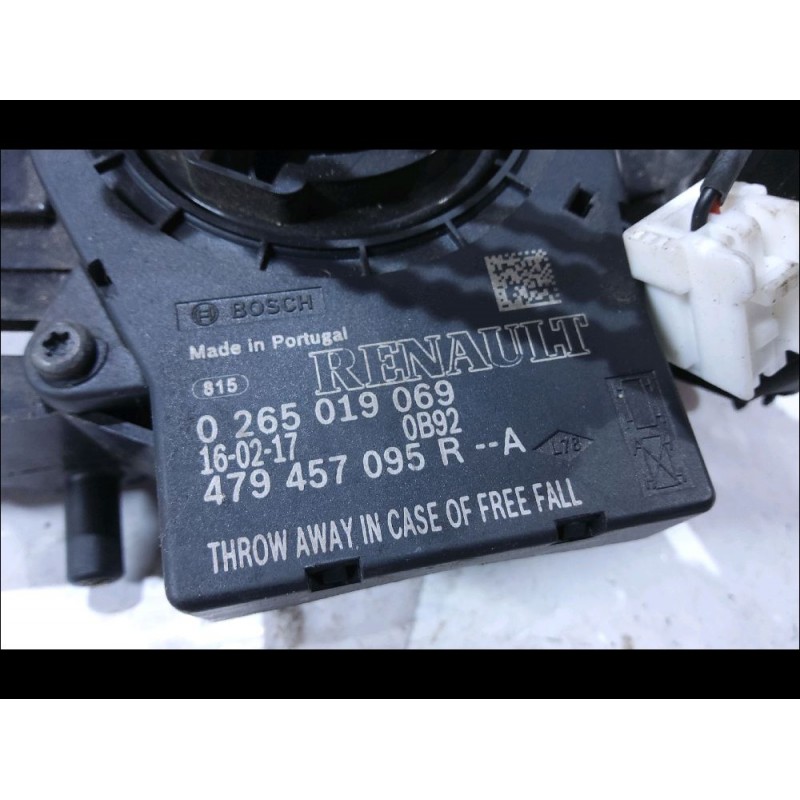 BOSCH
Made in Portugal
RENAULT
815
0 265 019 069
16-02-17 0B92
479 457 095 R --A
L78
THROW AWAY IN CASE OF FREE FALL